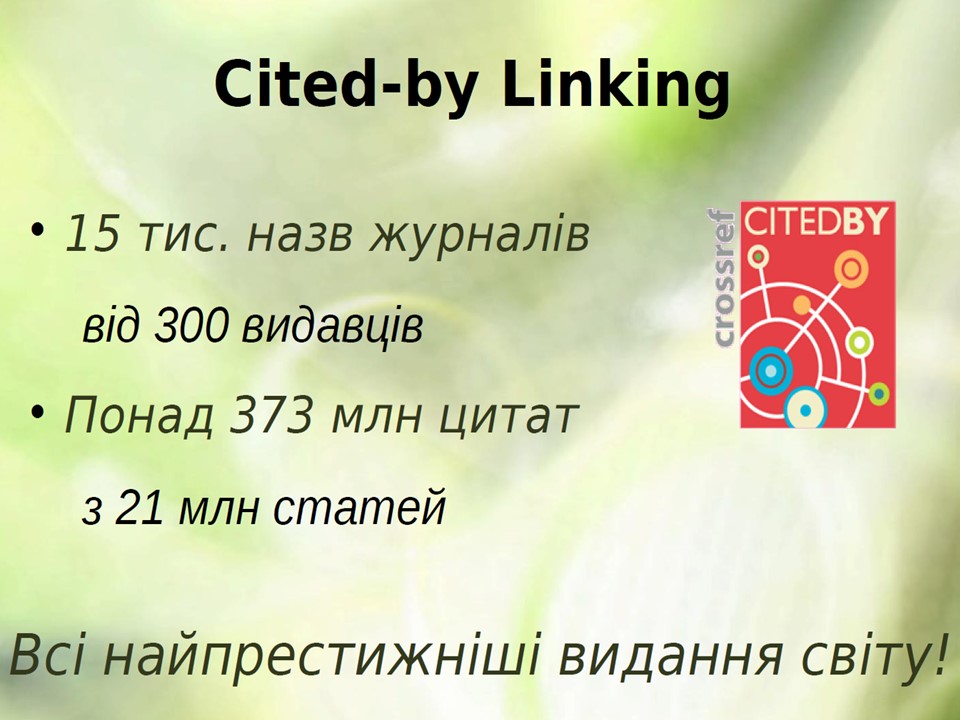 Cited-by Linking
• 15 тис. назв журналів
від 300 видавців
• Понад 373 млн цитат
з 21 млн статей
crossref
CITEDBY
Всі найпрестижніші видання світу!